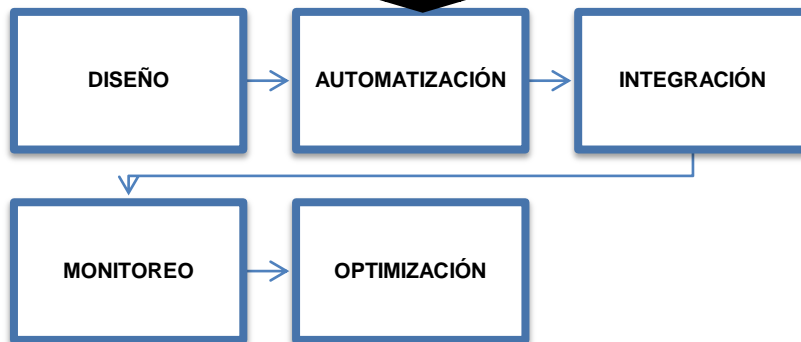 DISEÑO
AUTOMATIZACIÓN
INTEGRACIÓN
MONITOREO
OPTIMIZACIÓN